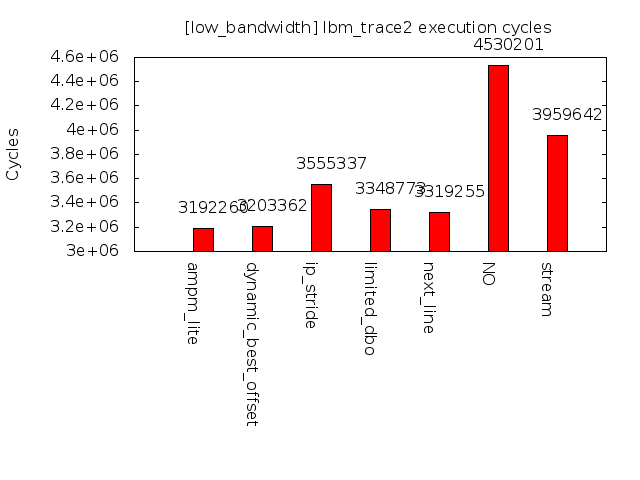 [low_bandwidth] lbm_trace2 execution cycles
Cycles
4.6e+06
4.4e+06
4.2e+06
4e+06
3.8e+06
3.6e+06
3.4e+06
3.2e+06
3e+06
3192260
3203362
3555337
3348773
3319255
4530201
3959642
ampm_lite
dynamic_best_offset
ip_stride
limited_dbo
next_line
NO
stream